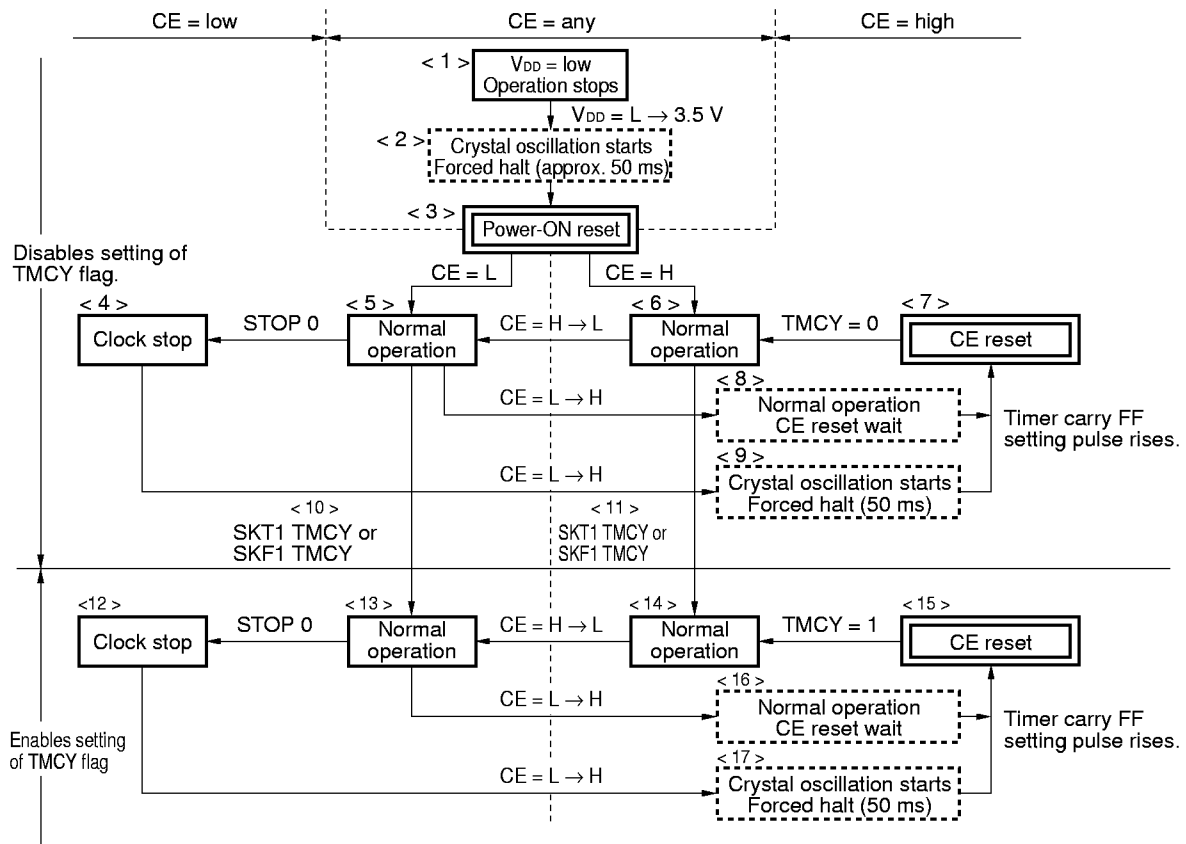 CE = low
CE = any
CE = high
< 1 >
VDD = low
Operation stops
VDD = L → 3.5 V
< 2 >
Crystal oscillation starts
Forced halt (approx. 50 ms)
< 3 >
Power-ON reset
Disables setting of
TMCY flag.
CE = L
CE = H
< 4 >
< 5 >
< 6 >
< 7 >
Clock stop
STOP 0
Normal
operation
CE = H → L
Normal
operation
TMCY = 0
CE reset
CE = L → H
< 8 >
Normal operation
CE reset wait
Timer carry FF
setting pulse rises.
CE = L → H
< 9 >
Crystal oscillation starts
Forced halt (50 ms)
< 10 >
SKT1 TMCY or
SKF1 TMCY
< 11 >
SKT1 TMCY or
SKF1 TMCY
<12 >
< 13 >
<14 >
< 15 >
Clock stop
STOP 0
Normal
operation
CE = H → L
Normal
operation
TMCY = 1
CE reset
Enables setting
of TMCY flag
CE = L → H
< 16 >
Normal operation
CE reset wait
Timer carry FF
setting pulse rises.
CE = L → H
<17 >
Crystal oscillation starts
Forced halt (50 ms)